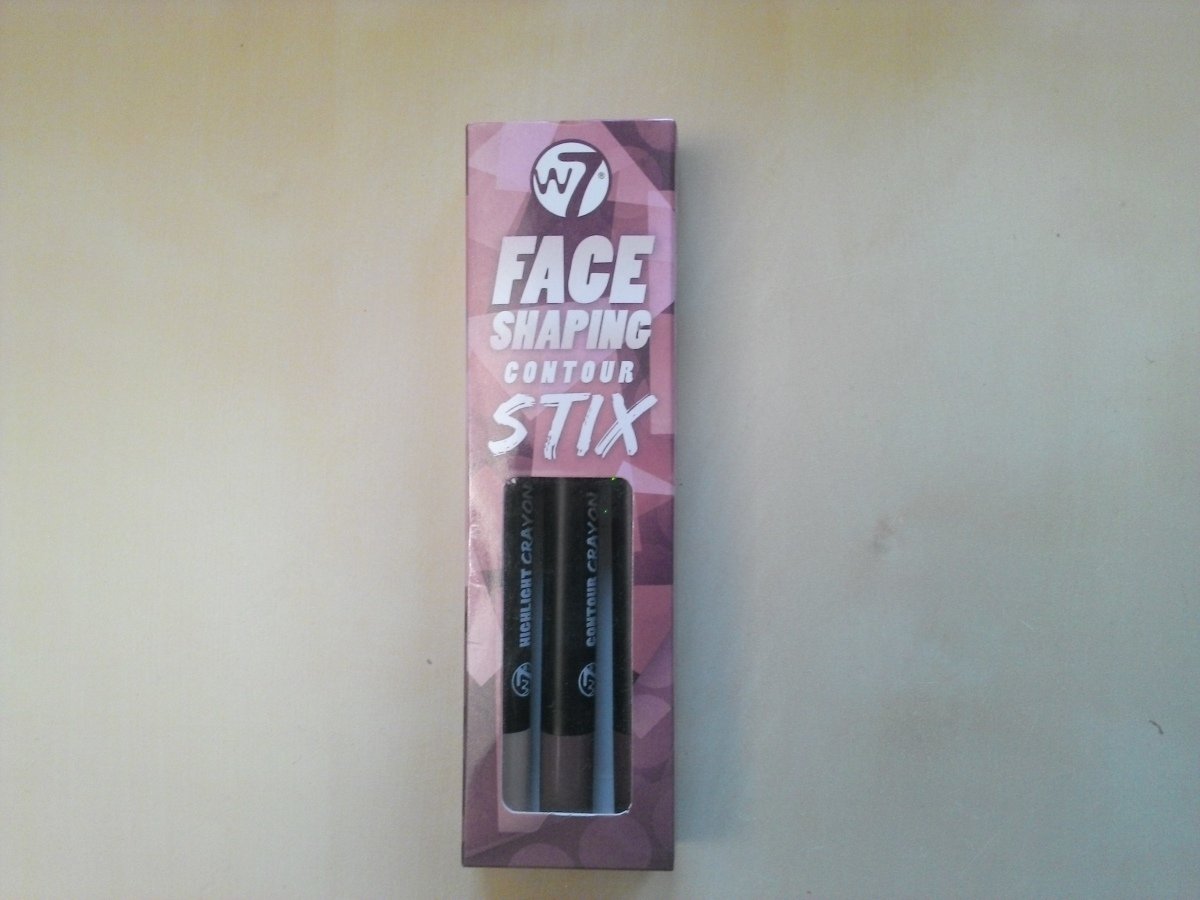 W7®
FACE
SHAPING
CONTOUR
STIX
W7 HIGHLIGHT CRAYON
W7 CONTOUR CRAYON